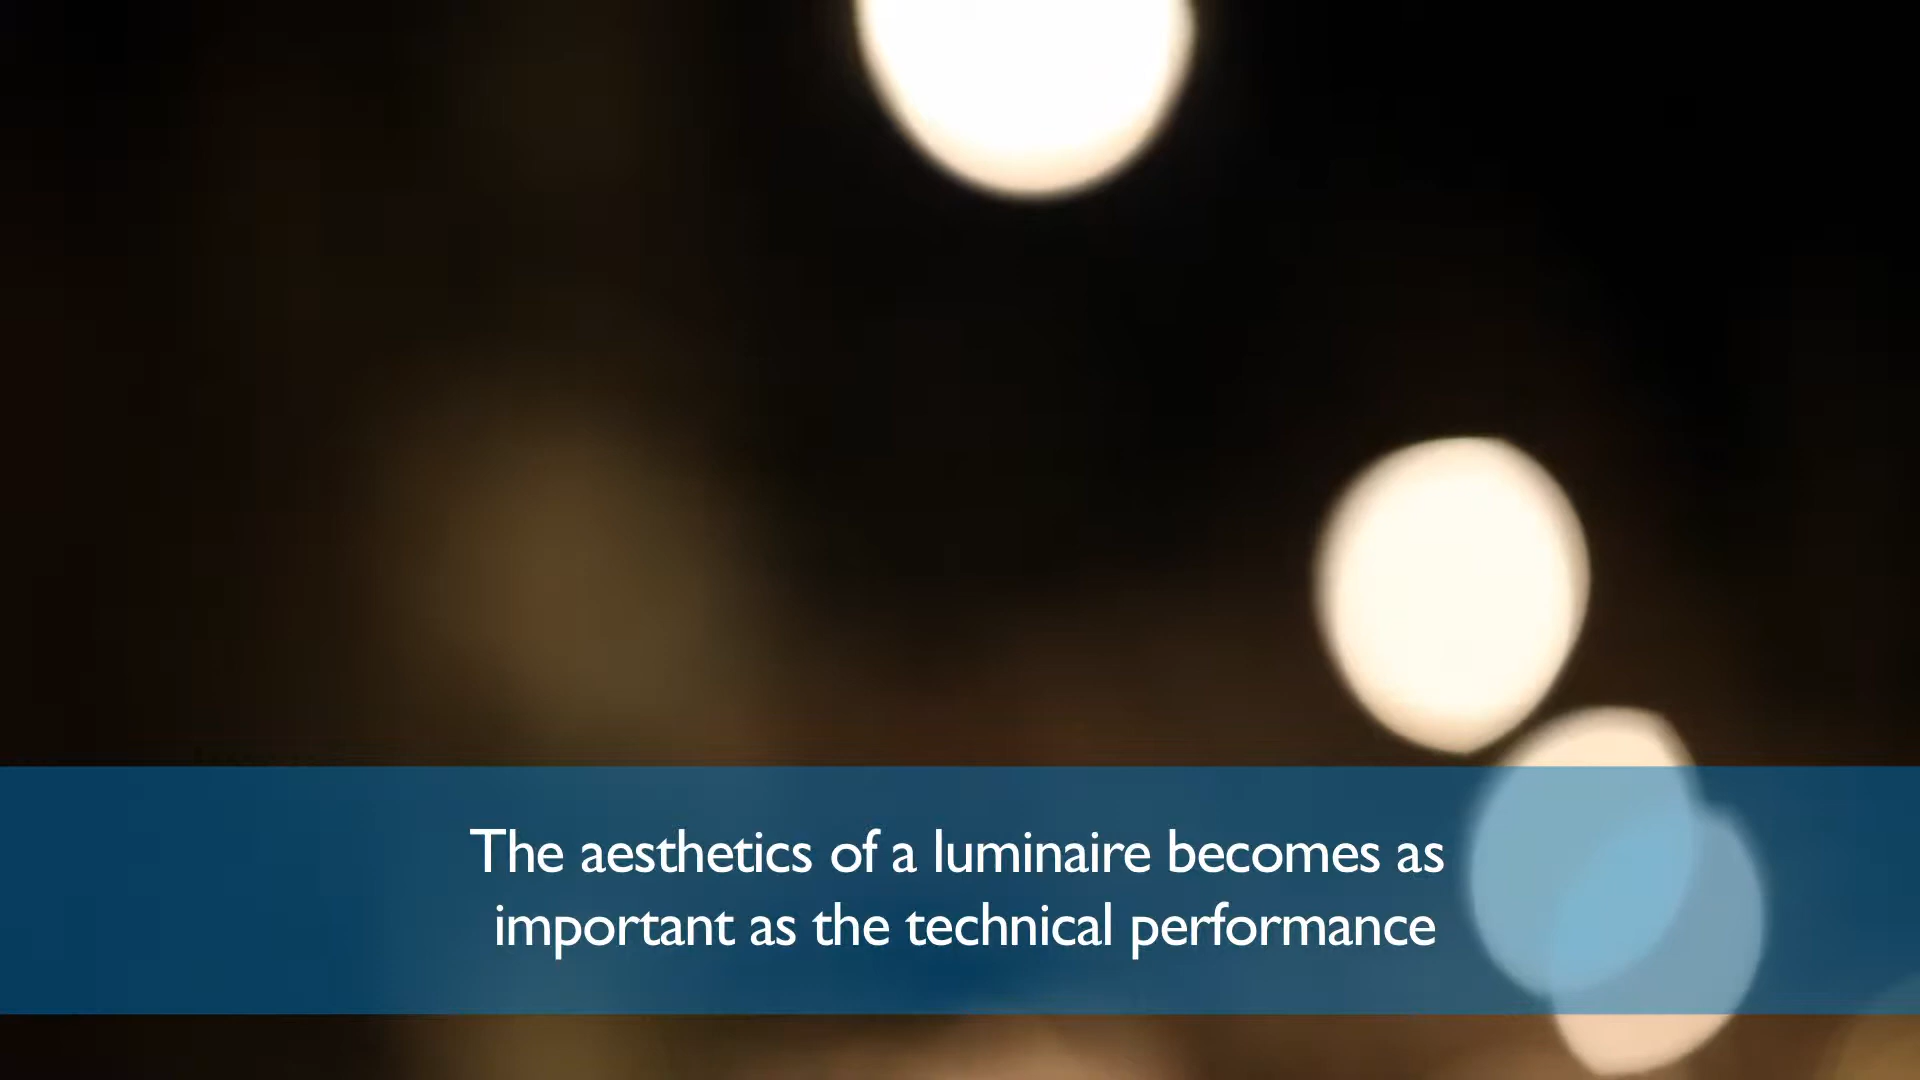 The aesthetics of a luminaire becomes as
important as the technical performance